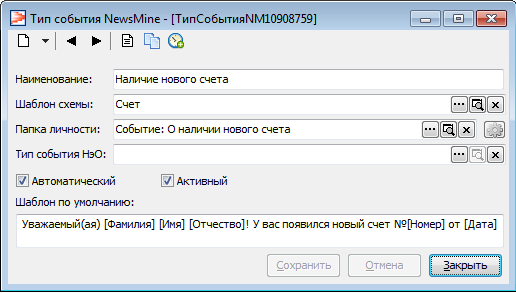 Тип события NewsMine - [ТипСобытияNM10908759]
Наименование: Наличие нового счета
Шаблон схемы: Счет
Папка личности: Событие: О наличии нового счета
Тип события НэО:
Автоматический Активный
Шаблон по умолчанию:
Уважаемый(ая) [Фамилия] [Имя] [Отчество]! У вас появился новый счет №[Номер] от [Дата]
Сохранить Отмена Закрыть